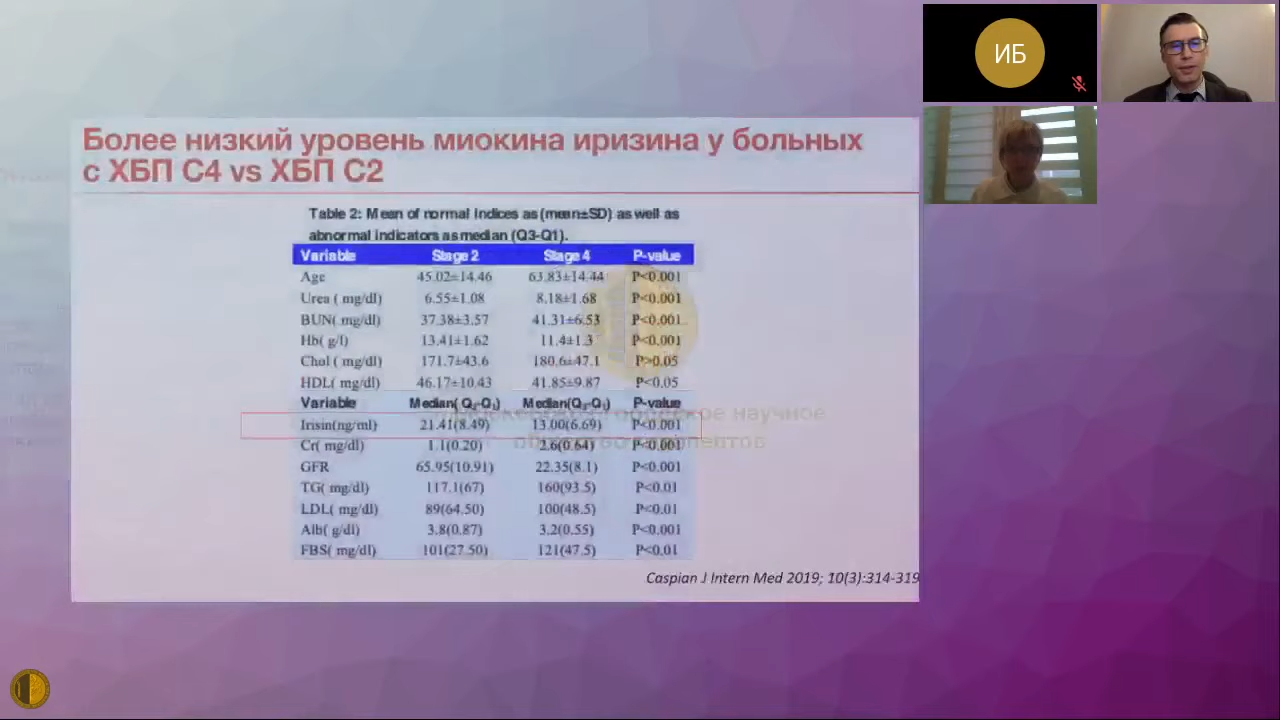 ИБ
Более низкий уровень миокина иризина у больных
с ХБП С4 vs ХБП С2
Table 2: Mean of normal indices as (mean±SD) as well as
abnormal indicators as median (Q3-Q1).
Variable Stage 2 Stage 4 P-value
Age 45.02±14.46 63.83±14.44 P<0.001
Urea ( mg/dl) 6.55±1.08 8.18±1.68 P<0.001
BUN( mg/dl) 37.38±3.57 41.31±6.53 P<0.001
Hb( g/l) 13.41±1.62 11.4±1.3 P<0.001
Chol ( mg/dl) 171.7±43.6 180.6±47.1 P>0.05
HDL( mg/dl) 46.17±10.43 41.85±9.87 P<0.05
Variable Median( Q3-Q1) Median(Q3-Q1) P-value
Irisin(ng/ml) 21.41(8.49) 13.00(6.69) P<0.001
Cr( mg/dl) 1.1(0.20) 2.6(0.64) P<0.001
GFR 65.95(10.91) 22.35(8.1) P<0.001
TG( mg/dl) 117.1(67) 160(93.5) P<0.01
LDL( mg/dl) 89(64.50) 100(48.5) P<0.01
Alb( g/dl) 3.8(0.87) 3.2(0.55) P<0.001
FBS( mg/dl) 101(27.50) 121(47.5) P<0.01
научное
Caspian J Intern Med 2019; 10(3):314-319